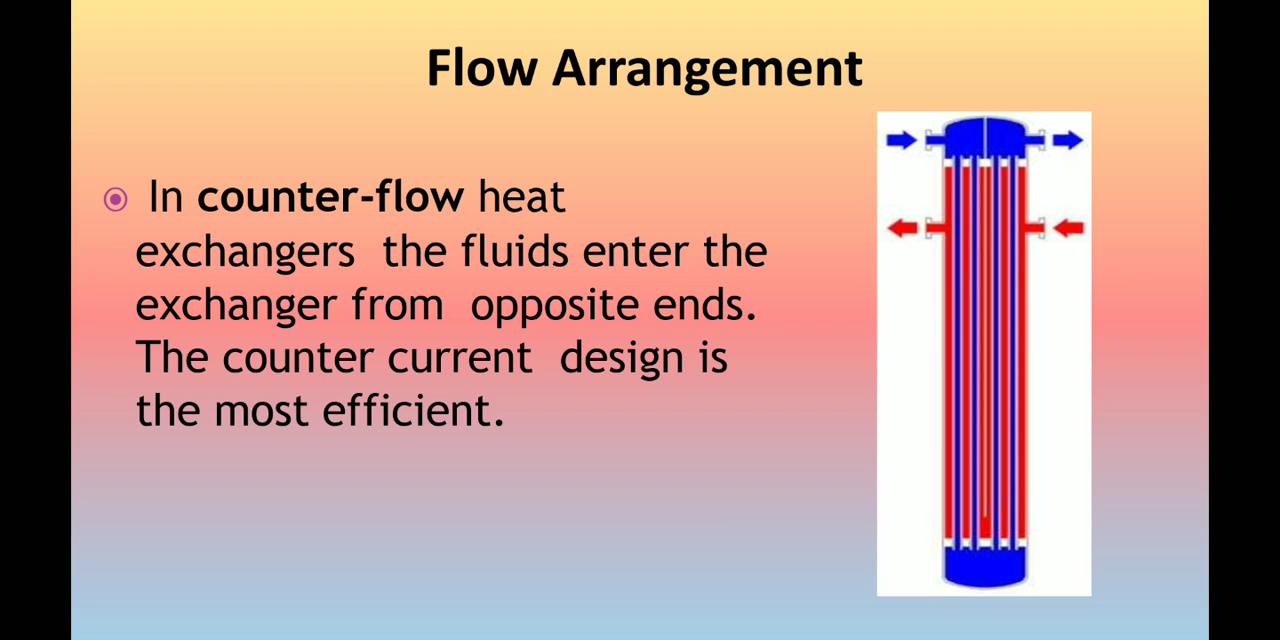 Flow Arrangement
In counter-flow heat
exchangers the fluids enter the
exchanger from opposite ends.
The counter current design is
the most efficient.